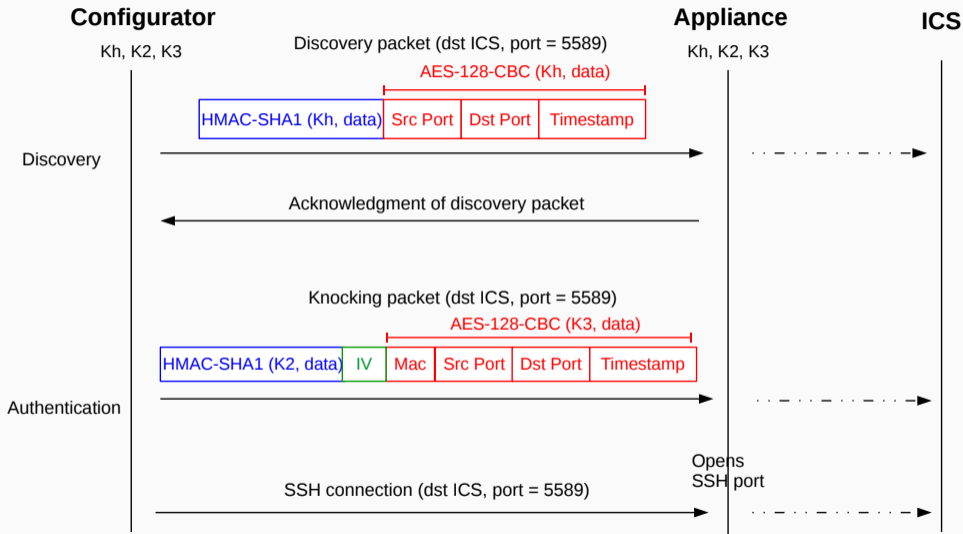 Configurator
Appliance
ICS
Kh, K2, K3
Kh, K2, K3
Discovery packet (dst ICS, port = 5589)
AES-128-CBC (Kh, data)
HMAC-SHA1 (Kh, data) Src Port Dst Port Timestamp
Discovery
Acknowledgment of discovery packet
Knocking packet (dst ICS, port = 5589)
AES-128-CBC (K3, data)
HMAC-SHA1 (K2, data) IV Mac Src Port Dst Port Timestamp
Authentication
Opens
SSH port
SSH connection (dst ICS, port = 5589)